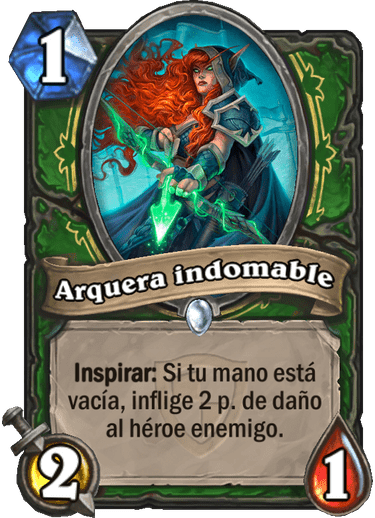 1
Arquera indomable
Inspirar: Si tu mano está
vacía, inflige 2 p. de daño
al héroe enemigo.
2
1